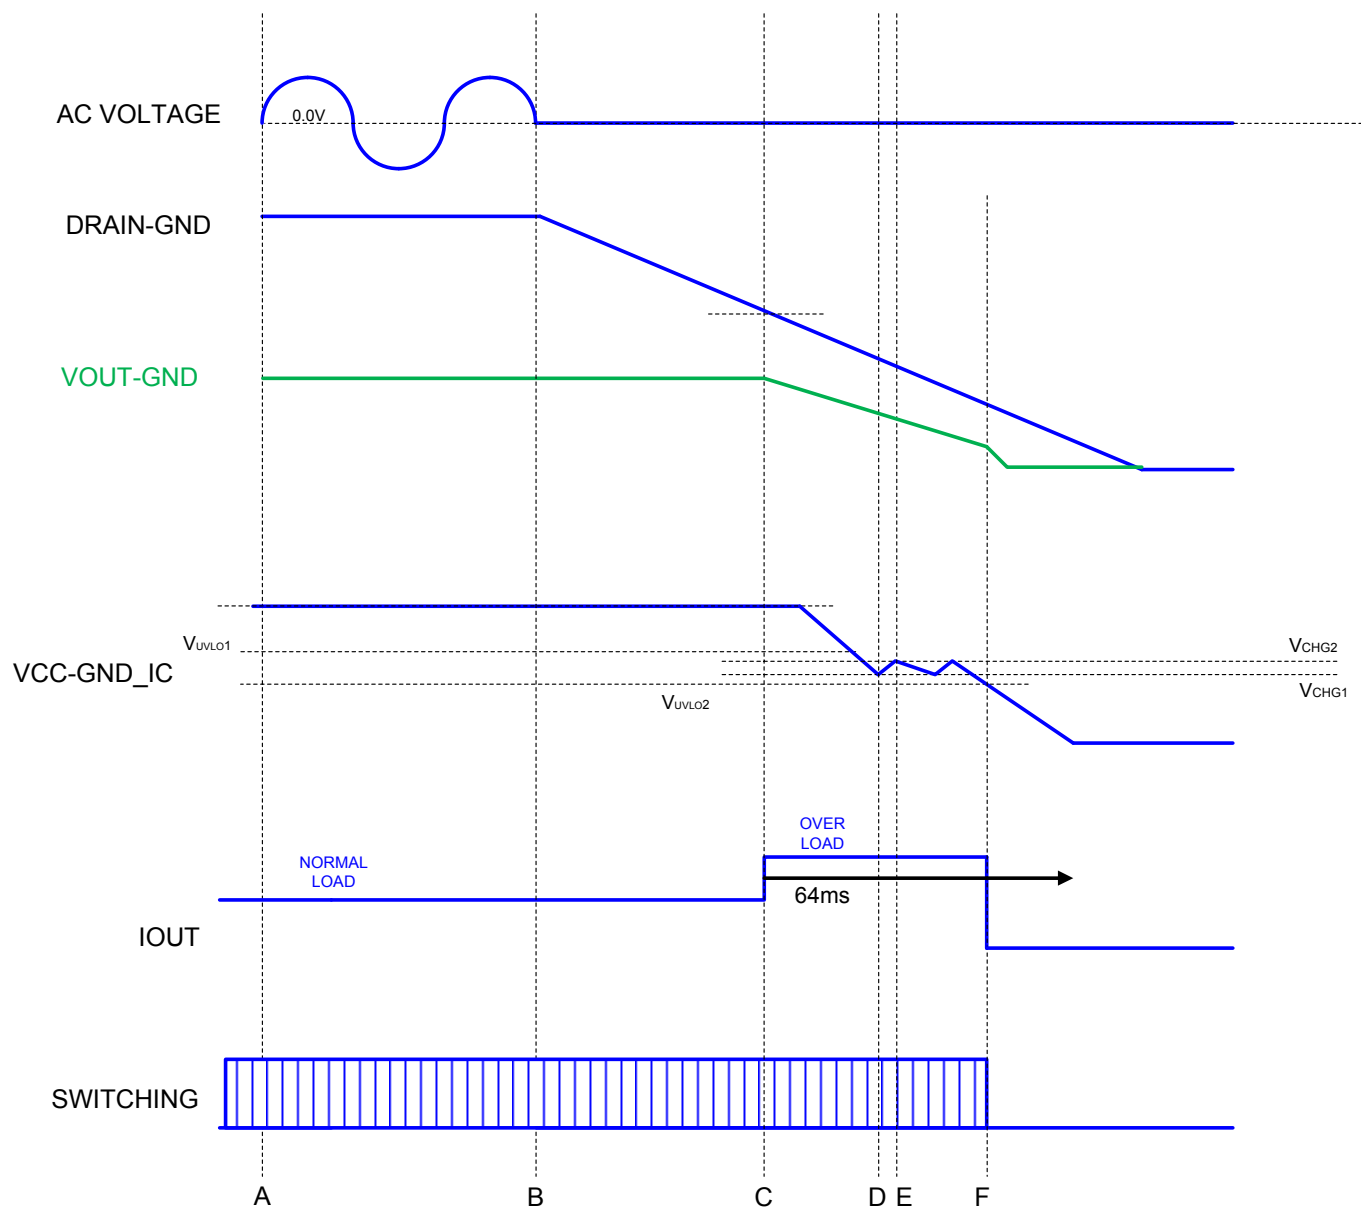 AC VOLTAGE
0.0V
DRAIN-GND
VOUT-GND
VUVLO1
VCHG2
VCC-GND_IC
VUVLO2
VCHG1
OVER
LOAD
NORMAL
LOAD
64ms
IOUT
SWITCHING
A B C D E F